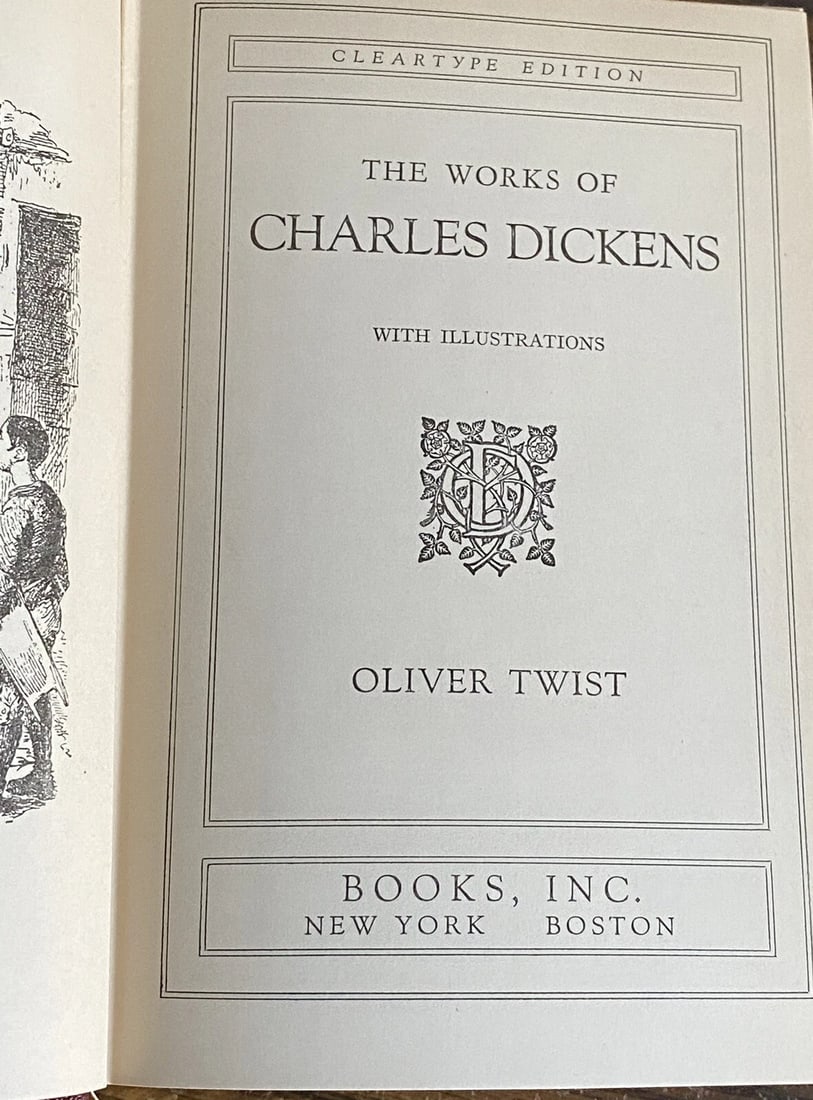 CLEARTYPE EDITION
THE WORKS OF
CHARLES DICKENS
WITH ILLUSTRATIONS
OLIVER TWIST
BOOKS, INC.
NEW YORK BOSTON